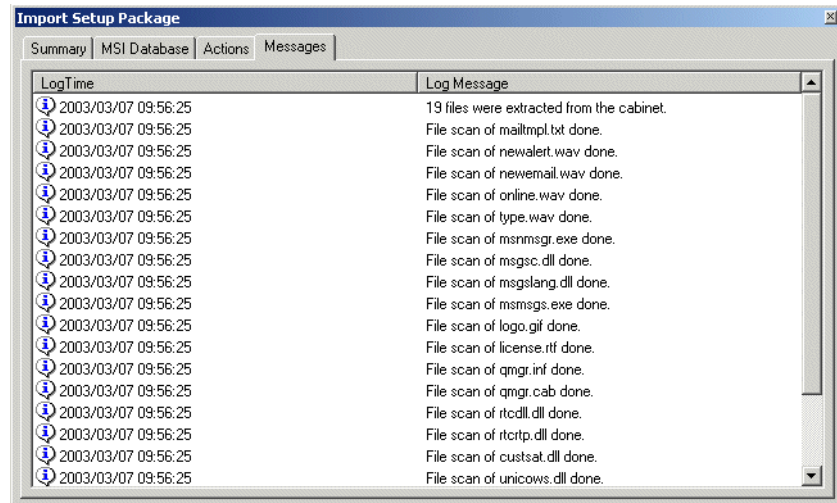 Import Setup Package
Summary MSI Database Actions Messages
LogTime Log Message
2003/03/07 09:56:25 19 files were extracted from the cabinet.
2003/03/07 09:56:25 File scan of mailtmpl.txt done.
2003/03/07 09:56:25 File scan of newalert.wav done.
2003/03/07 09:56:25 File scan of newemail.wav done.
2003/03/07 09:56:25 File scan of online.wav done.
2003/03/07 09:56:25 File scan of type.wav done.
2003/03/07 09:56:25 File scan of msnmsgr.exe done.
2003/03/07 09:56:25 File scan of msgsc.dll done.
2003/03/07 09:56:25 File scan of msgslang.dll done.
2003/03/07 09:56:25 File scan of msmsgs.exe done.
2003/03/07 09:56:25 File scan of logo.gif done.
2003/03/07 09:56:25 File scan of license.rtf done.
2003/03/07 09:56:25 File scan of qmgr.inf done.
2003/03/07 09:56:25 File scan of qmgr.cab done.
2003/03/07 09:56:25 File scan of rtcdll.dll done.
2003/03/07 09:56:25 File scan of rtcrtp.dll done.
2003/03/07 09:56:25 File scan of custsat.dll done.
2003/03/07 09:56:25 File scan of unicows.dll done.